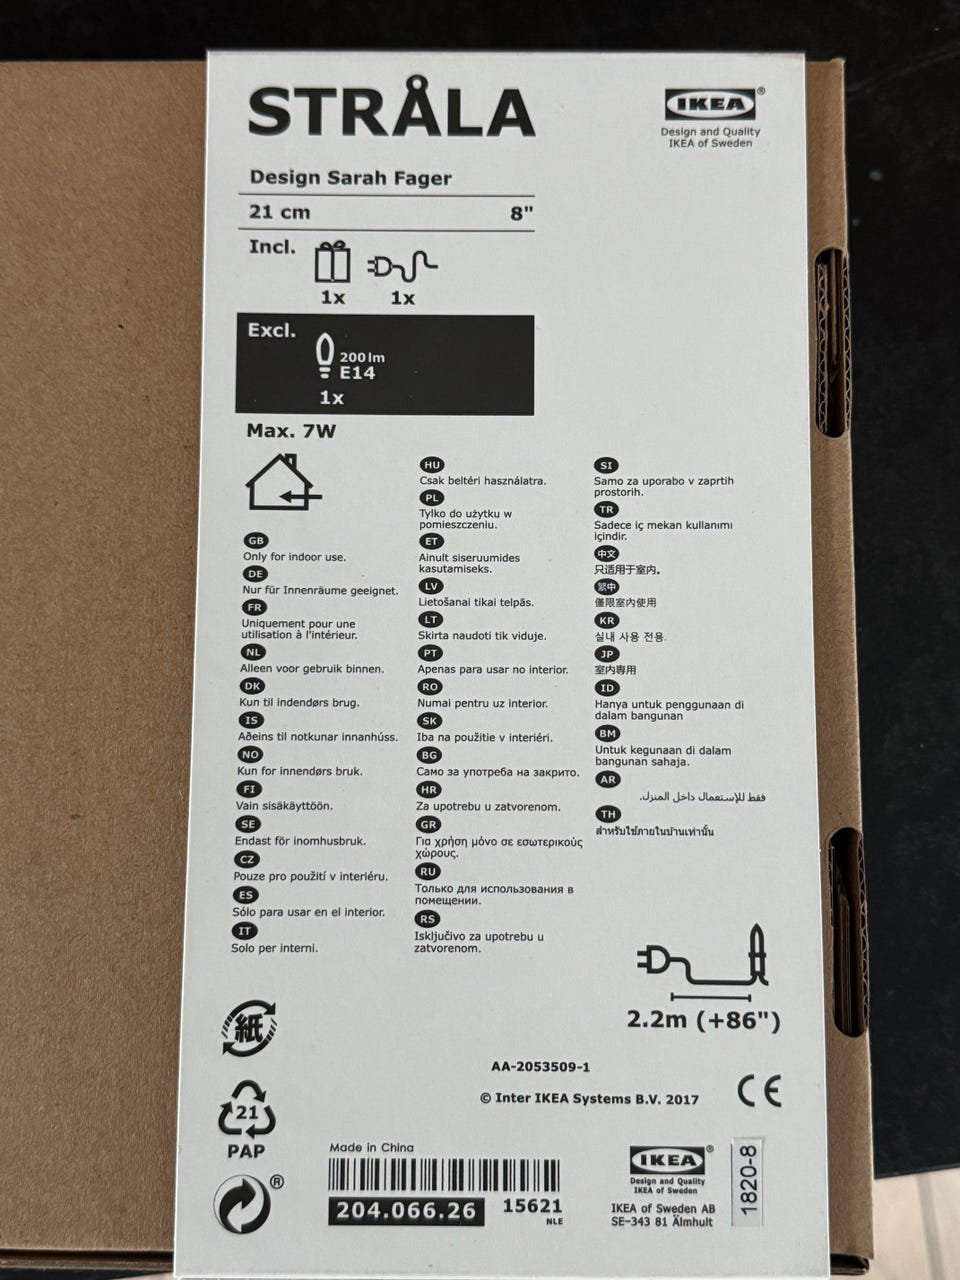 STRÅLA
IKEA®
Design and Quality
IKEA of Sweden
Design Sarah Fager
21 cm 8"
Incl.
1x 1x
Excl.
200 lm
E14
1x
Max. 7W
GB
Only for indoor use.
DE
Nur für Innenräume geeignet.
FR
Uniquement pour une
utilisation à l'intérieur.
NL
Alleen voor gebruik binnen.
DK
Kun til indendørs brug.
IS
Aðeins til notkunar innanhúss.
NO
Kun for innendørs bruk.
FI
Vain sisäkäyttöön.
SE
Endast för inomhusbruk.
CZ
Pouze pro použití v interiéru.
ES
Sólo para usar en el interior.
IT
Solo per interni.
HU
Csak beltéri használatra.
PL
Tylko do użytku w
pomieszczeniu.
ET
Ainult siseruumides
kasutamiseks.
LV
Lietošanai tikai telpās.
LT
Skirta naudoti tik viduje.
PT
Apenas para usar no interior.
RO
Numai pentru uz interior.
SK
Iba na použitie v interiéri.
BG
Само за употреба на закрито.
HR
Za upotrebu u zatvorenom.
GR
Για χρήση μόνο σε εσωτερικούς
χώρους.
RU
Только для использования в
помещении.
RS
Isključivo za upotrebu u
zatvorenom.
SI
Samo za uporabo v zaprtih
prostorih.
TR
Sadece iç mekan kullanımı
içindir.
中文
只适用于室内。
繁中
僅限室內使用
KR
실내 사용 전용.
JP
室内専用
ID
Hanya untuk penggunaan di
dalam bangunan
BM
Untuk kegunaan di dalam
bangunan sahaja.
AR
فقط للإستعمال داخل المنزل.
TH
สำหรับใช้ภายในบ้านเท่านั้น
2.2m (+86")
紙
21
PAP
®
AA-2053509-1
© Inter IKEA Systems B.V. 2017
CE
Made in China
204.066.26 15621
NLE
IKEA®
Design and Quality
IKEA of Sweden
IKEA of Sweden AB
SE-343 81 Älmhult
1820-8